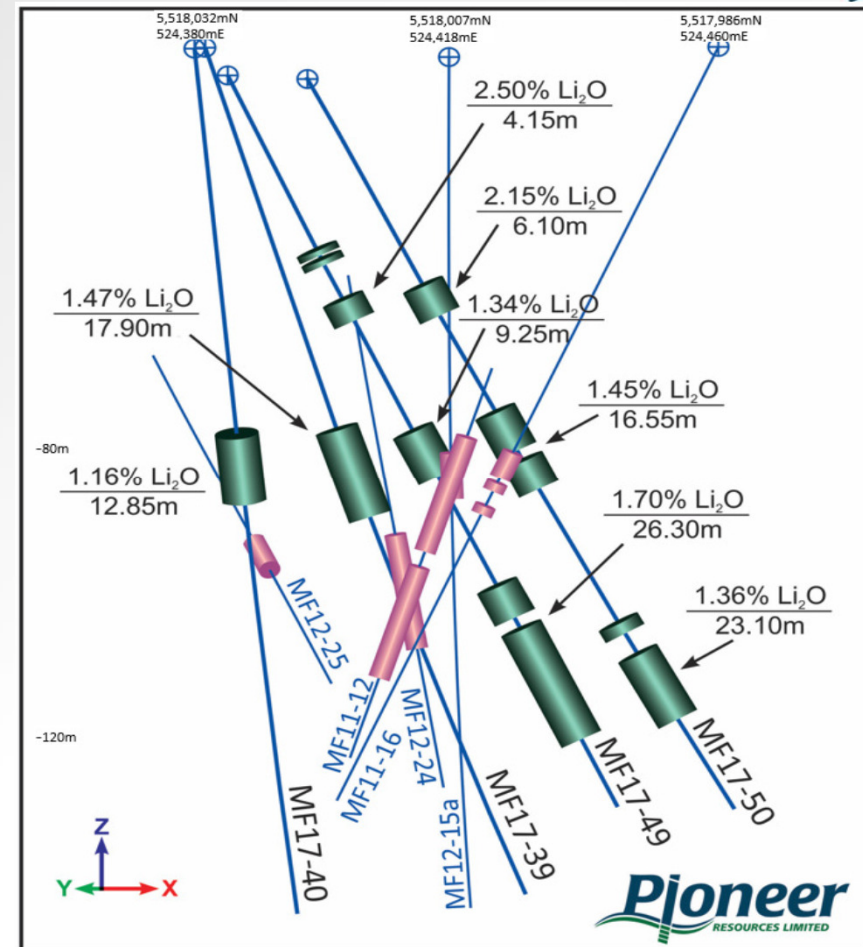 5,518,032mN
524,380mE
5,518,007mN
524,418mE
5,517,986mN
524,460mE
2.50% Li₂O
4.15m
2.15% Li₂O
6.10m
1.47% Li₂O
17.90m
1.34% Li₂O
9.25m
1.45% Li₂O
16.55m
-80m
1.16% Li₂O
12.85m
1.70% Li₂O
26.30m
MF12-25
1.36% Li₂O
23.10m
MF11-12
MF11-16
MF12-24
-120m
MF12-15a
MF17-40
MF17-39
MF17-49
MF17-50
Z
Y
X
Pioneer
RESOURCES LIMITED